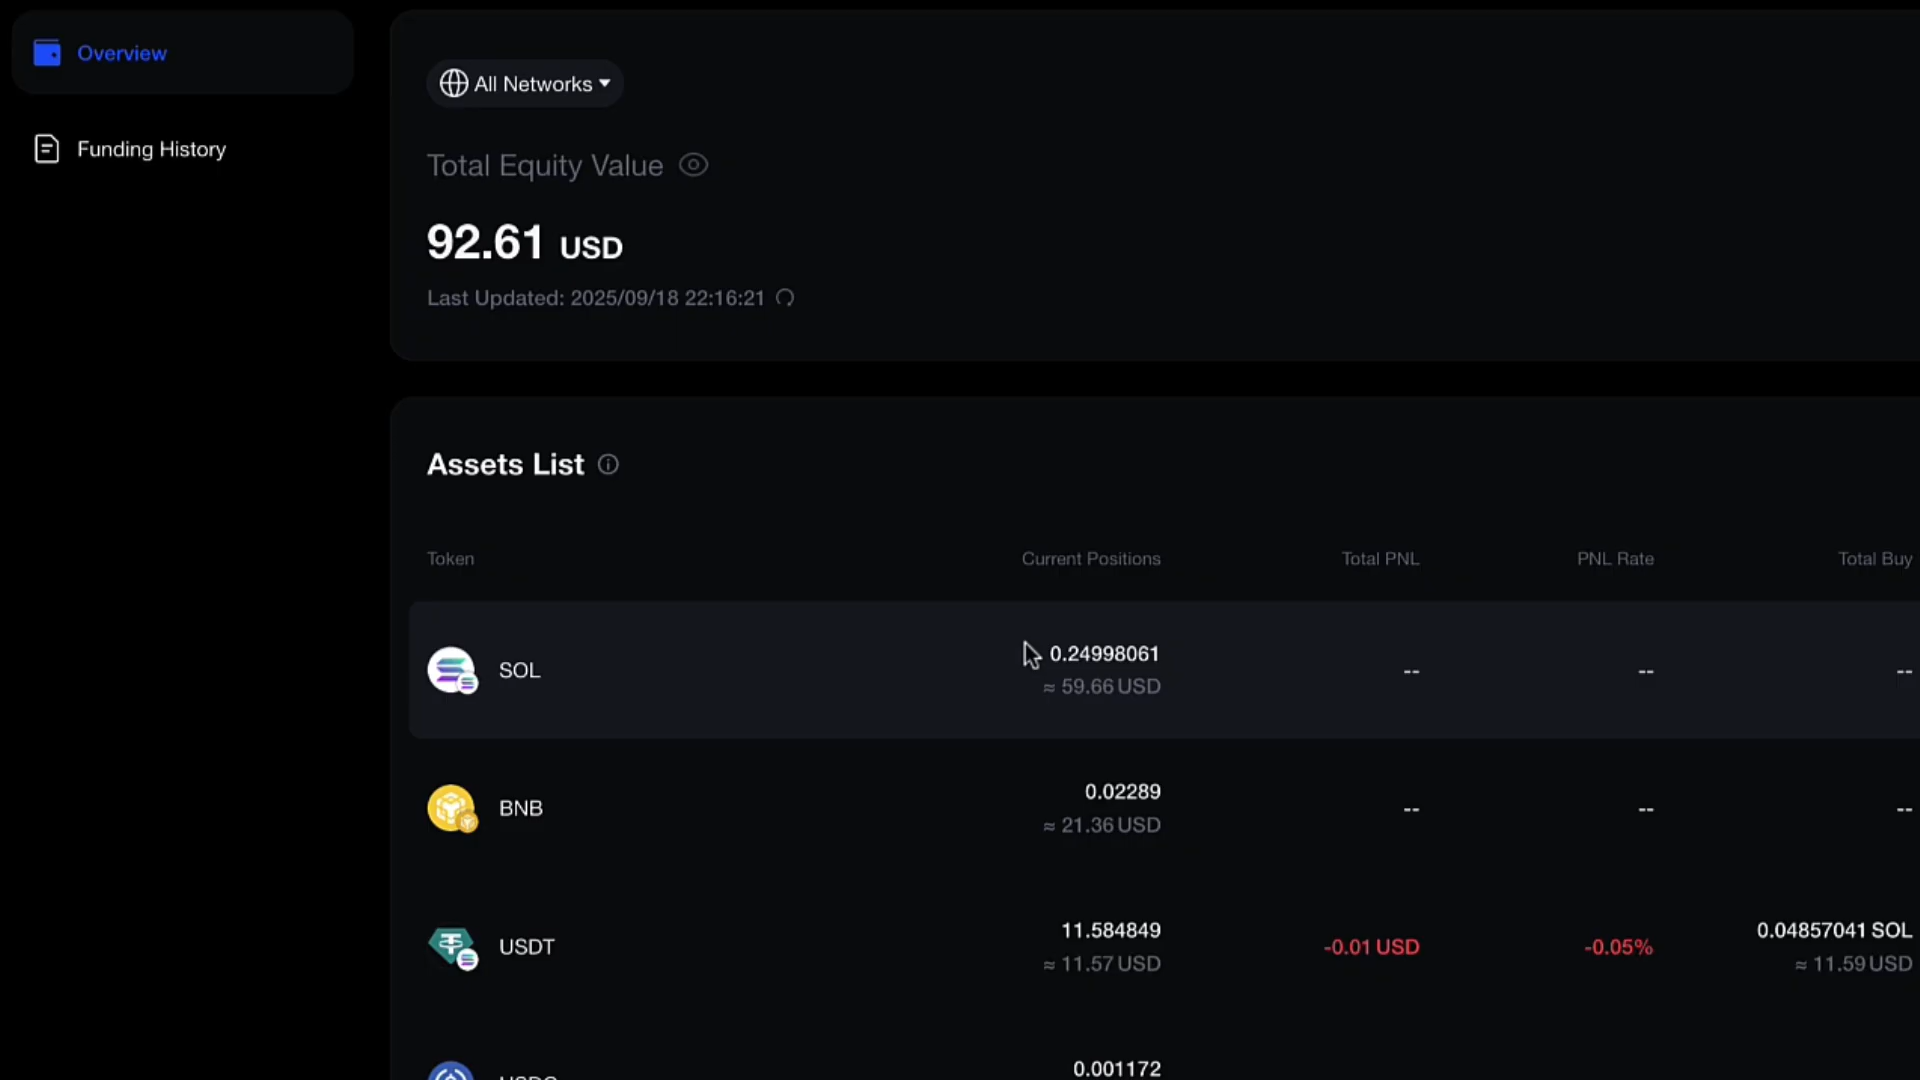 Overview
Funding History
All Networks
Total Equity Value
92.61 USD
Last Updated: 2025/09/18 22:16:21
Assets List
Token Current Positions Total PNL PNL Rate Total Buy
SOL 0.24998061 -- -- --
≈ 59.66 USD
BNB 0.02289 -- -- --
≈ 21.36 USD
USDT 11.584849 -0.01 USD -0.05% 0.04857041 SOL
≈ 11.57 USD ≈ 11.59 USD
0.001172